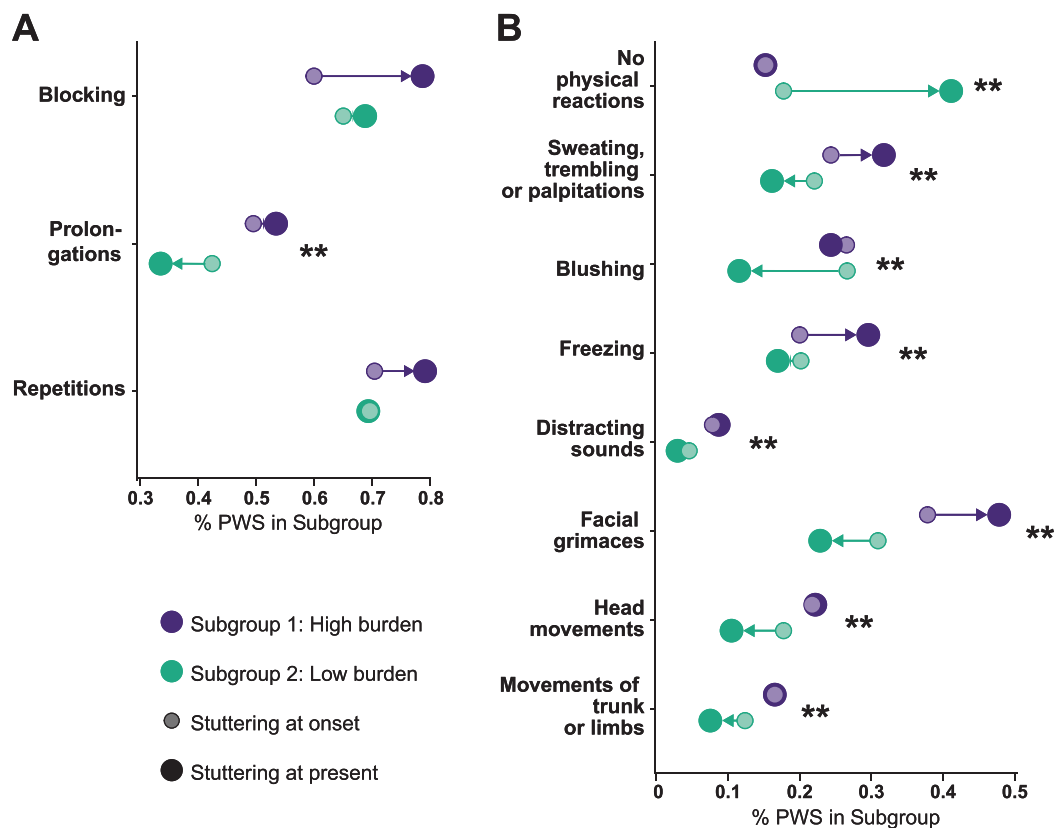 A
Blocking
Prolon-
gations
**
Repetitions
0.3 0.4 0.5 0.6 0.7 0.8
% PWS in Subgroup
Subgroup 1: High burden
Subgroup 2: Low burden
Stuttering at onset
Stuttering at present
B
No
physical
reactions
**
Sweating,
trembling
or palpitations
**
Blushing
**
Freezing
**
Distracting
sounds
**
Facial
grimaces
**
Head
movements
**
Movements of
trunk
or limbs
**
0 0.1 0.2 0.3 0.4 0.5
% PWS in Subgroup